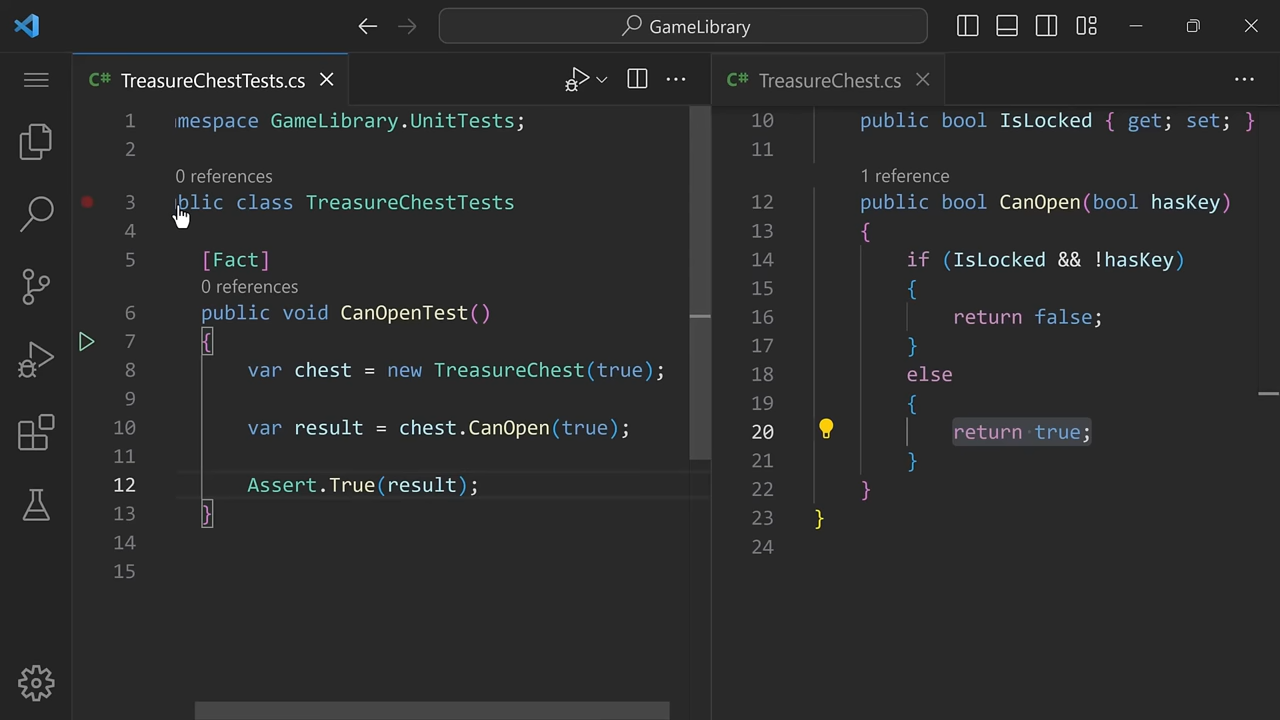 GameLibrary
C# TreasureChestTests.cs
1 mespace GameLibrary.UnitTests;
2
0 references
3 blic class TreasureChestTests
4
5 [Fact]
0 references
6 public void CanOpenTest()
7 {
8 var chest = new TreasureChest(true);
9
10 var result = chest.CanOpen(true);
11
12 Assert.True(result);
13 }
14
15
C# TreasureChest.cs
10 public bool IsLocked { get; set; }
11
1 reference
12 public bool CanOpen(bool hasKey)
13 {
14 if (IsLocked && !hasKey)
15 {
16 return false;
17 }
18 else
19 {
20 return true;
21 }
22 }
23 }
24